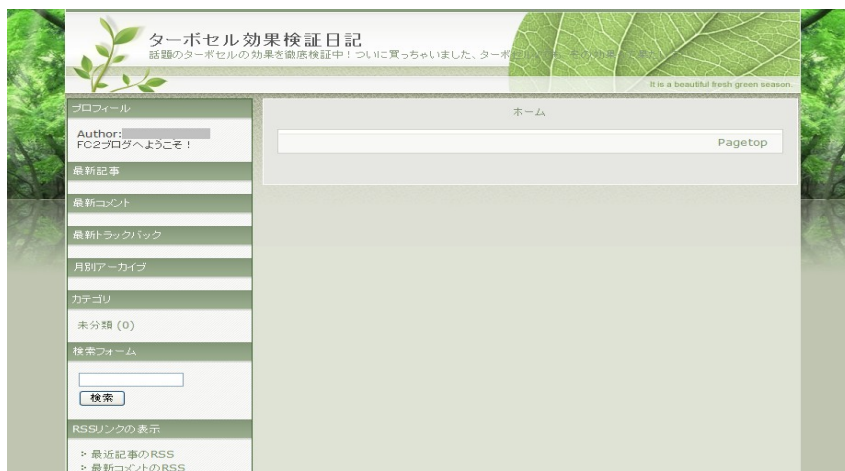 ターボセル効果検証日記
話題のターボセルの効果を徹底検証中！ついに買っちゃいました、ターボ
It is a beautiful fresh green season.
プロフィール
Author:
FC2ブログへようこそ！
最新記事
最新コメント
最新トラックバック
月別アーカイブ
カテゴリ
未分類 (0)
検索フォーム
検索
RSSリンクの表示
最近記事のRSS
最新コメントのRSS
ホーム
Pagetop